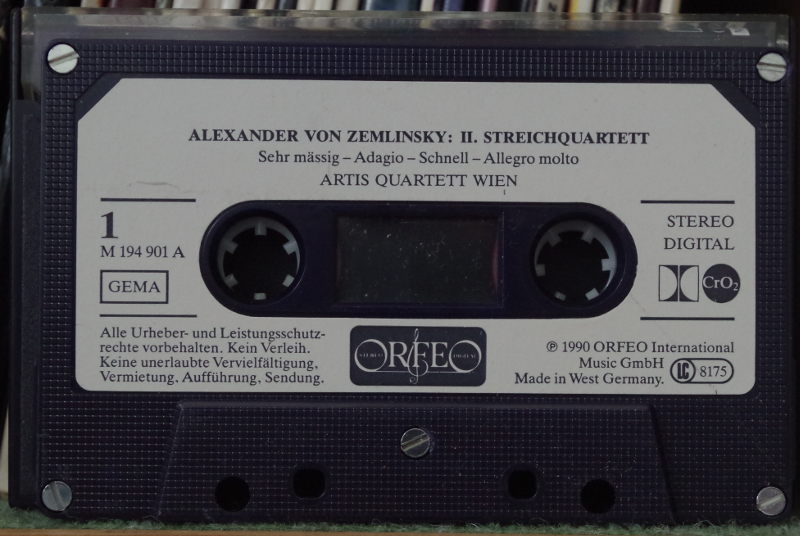 ALEXANDER VON ZEMLINSKY: II. STREICHQUARTETT
Sehr mässig – Adagio – Schnell – Allegro molto
ARTIS QUARTETT WIEN
1
M 194 901 A
GEMA
STEREO
DIGITAL
CrO2
Alle Urheber- und Leistungsschutz-
rechte vorbehalten. Kein Verleih.
Keine unerlaubte Vervielfältigung,
Vermietung, Aufführung, Sendung.
STEREO ORFEO DIGITAL
℗ 1990 ORFEO International
Music GmbH
Made in West Germany.
LC 8175